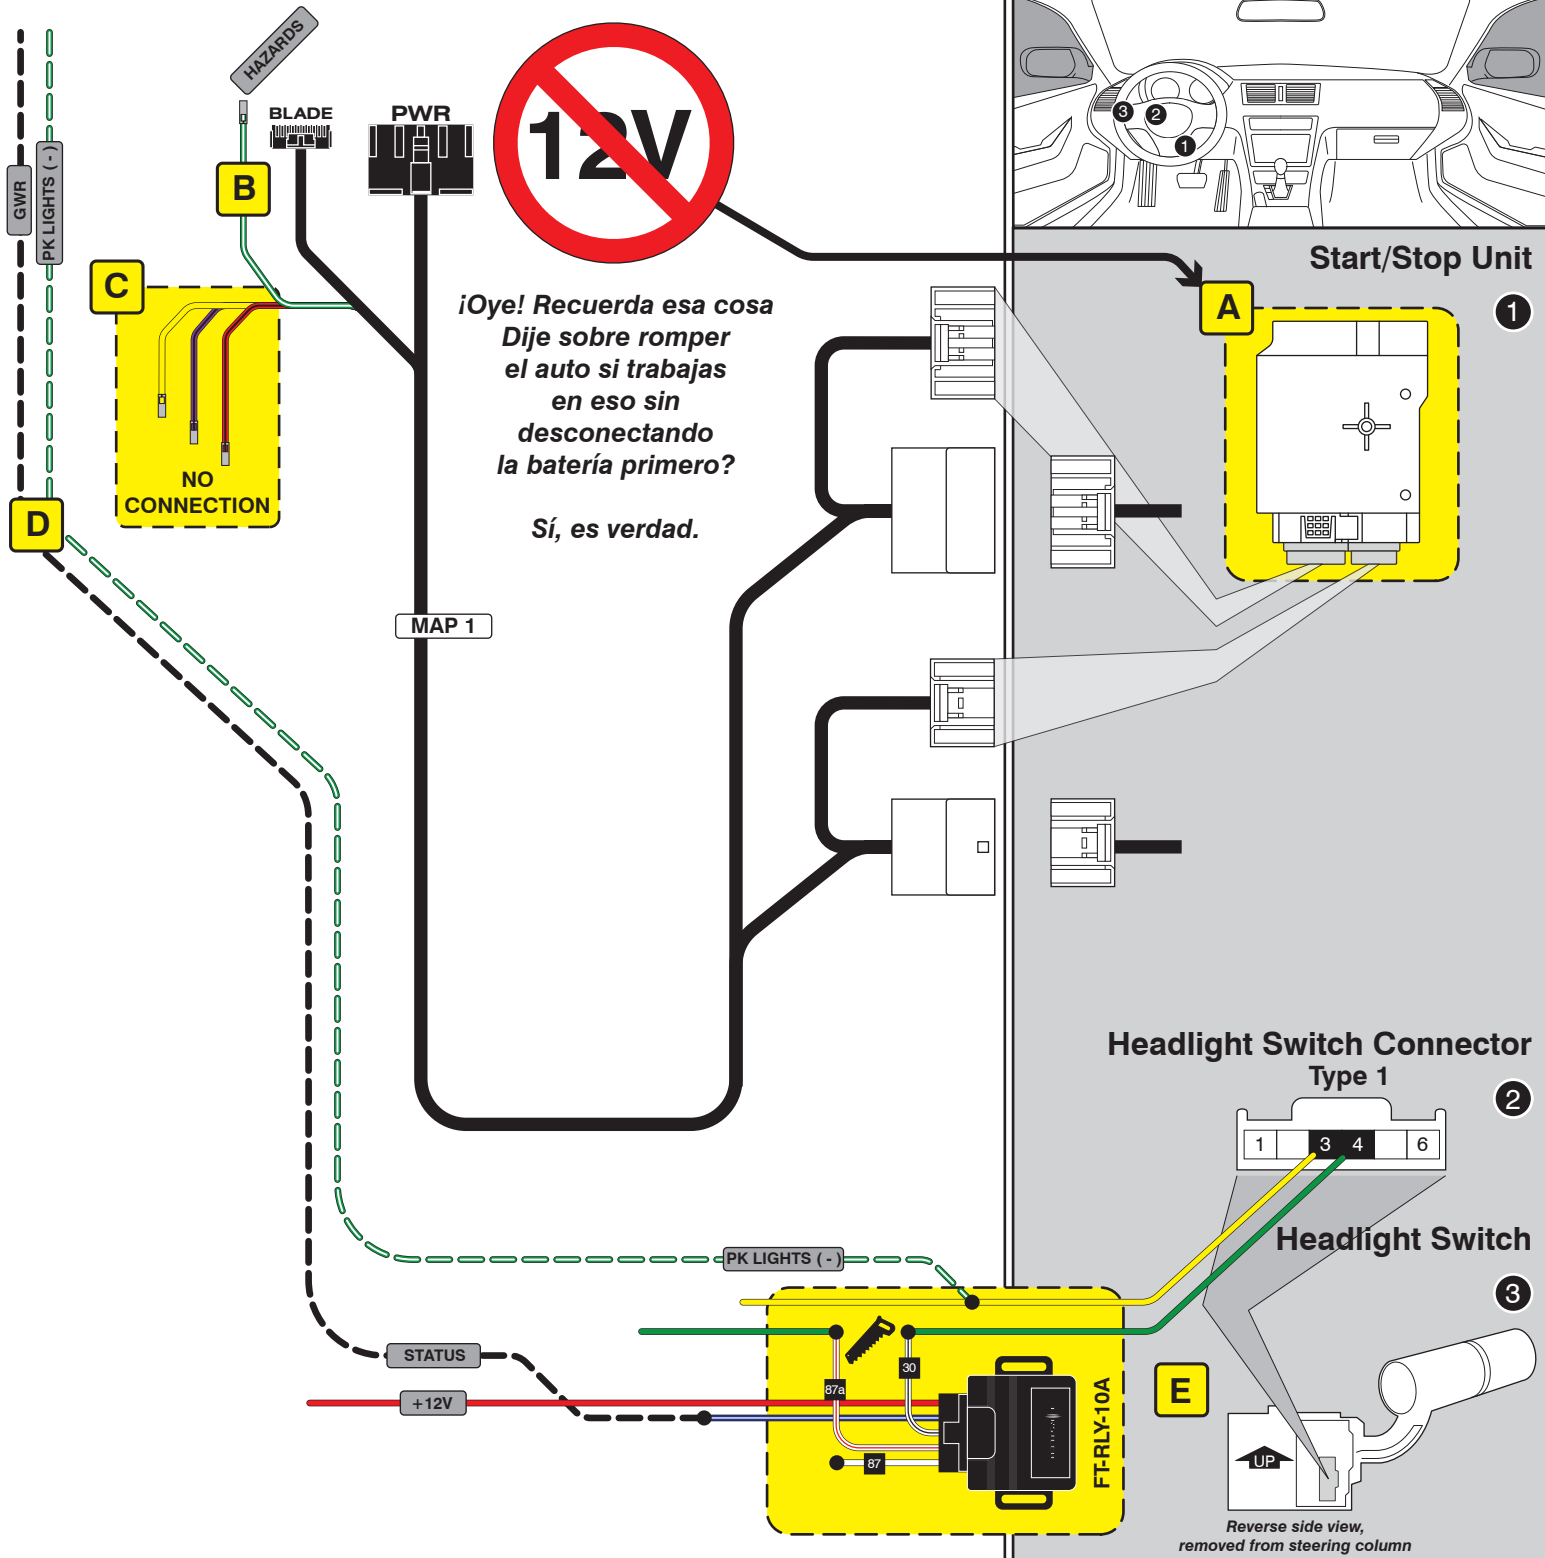 HAZARDS
BLADE
PWR
12V
3
2
1
GWR
PK LIGHTS ( - )
B
C
NO
CONNECTION
D
¡Oye! Recuerda esa cosa
Dije sobre romper
el auto si trabajas
en eso sin
desconectando
la batería primero?
Sí, es verdad.
MAP 1
Start/Stop Unit
1
A
Headlight Switch Connector
Type 1
2
1
3
4
6
Headlight Switch
3
PK LIGHTS ( - )
STATUS
+12V
87a
30
87
FT-RLY-10A
E
UP
Reverse side view,
removed from steering column